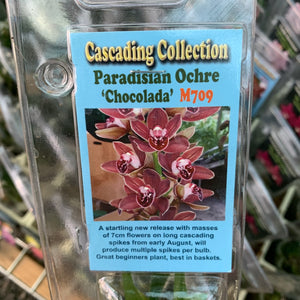 Cascading Collection
Paradisian Ochre
‘Chocolada’ M709
A startling new release with masses
of 7cm flowers on long cascading
spikes from early August, will
produce multiple spikes per bulb.
Great beginners plant, best in baskets.